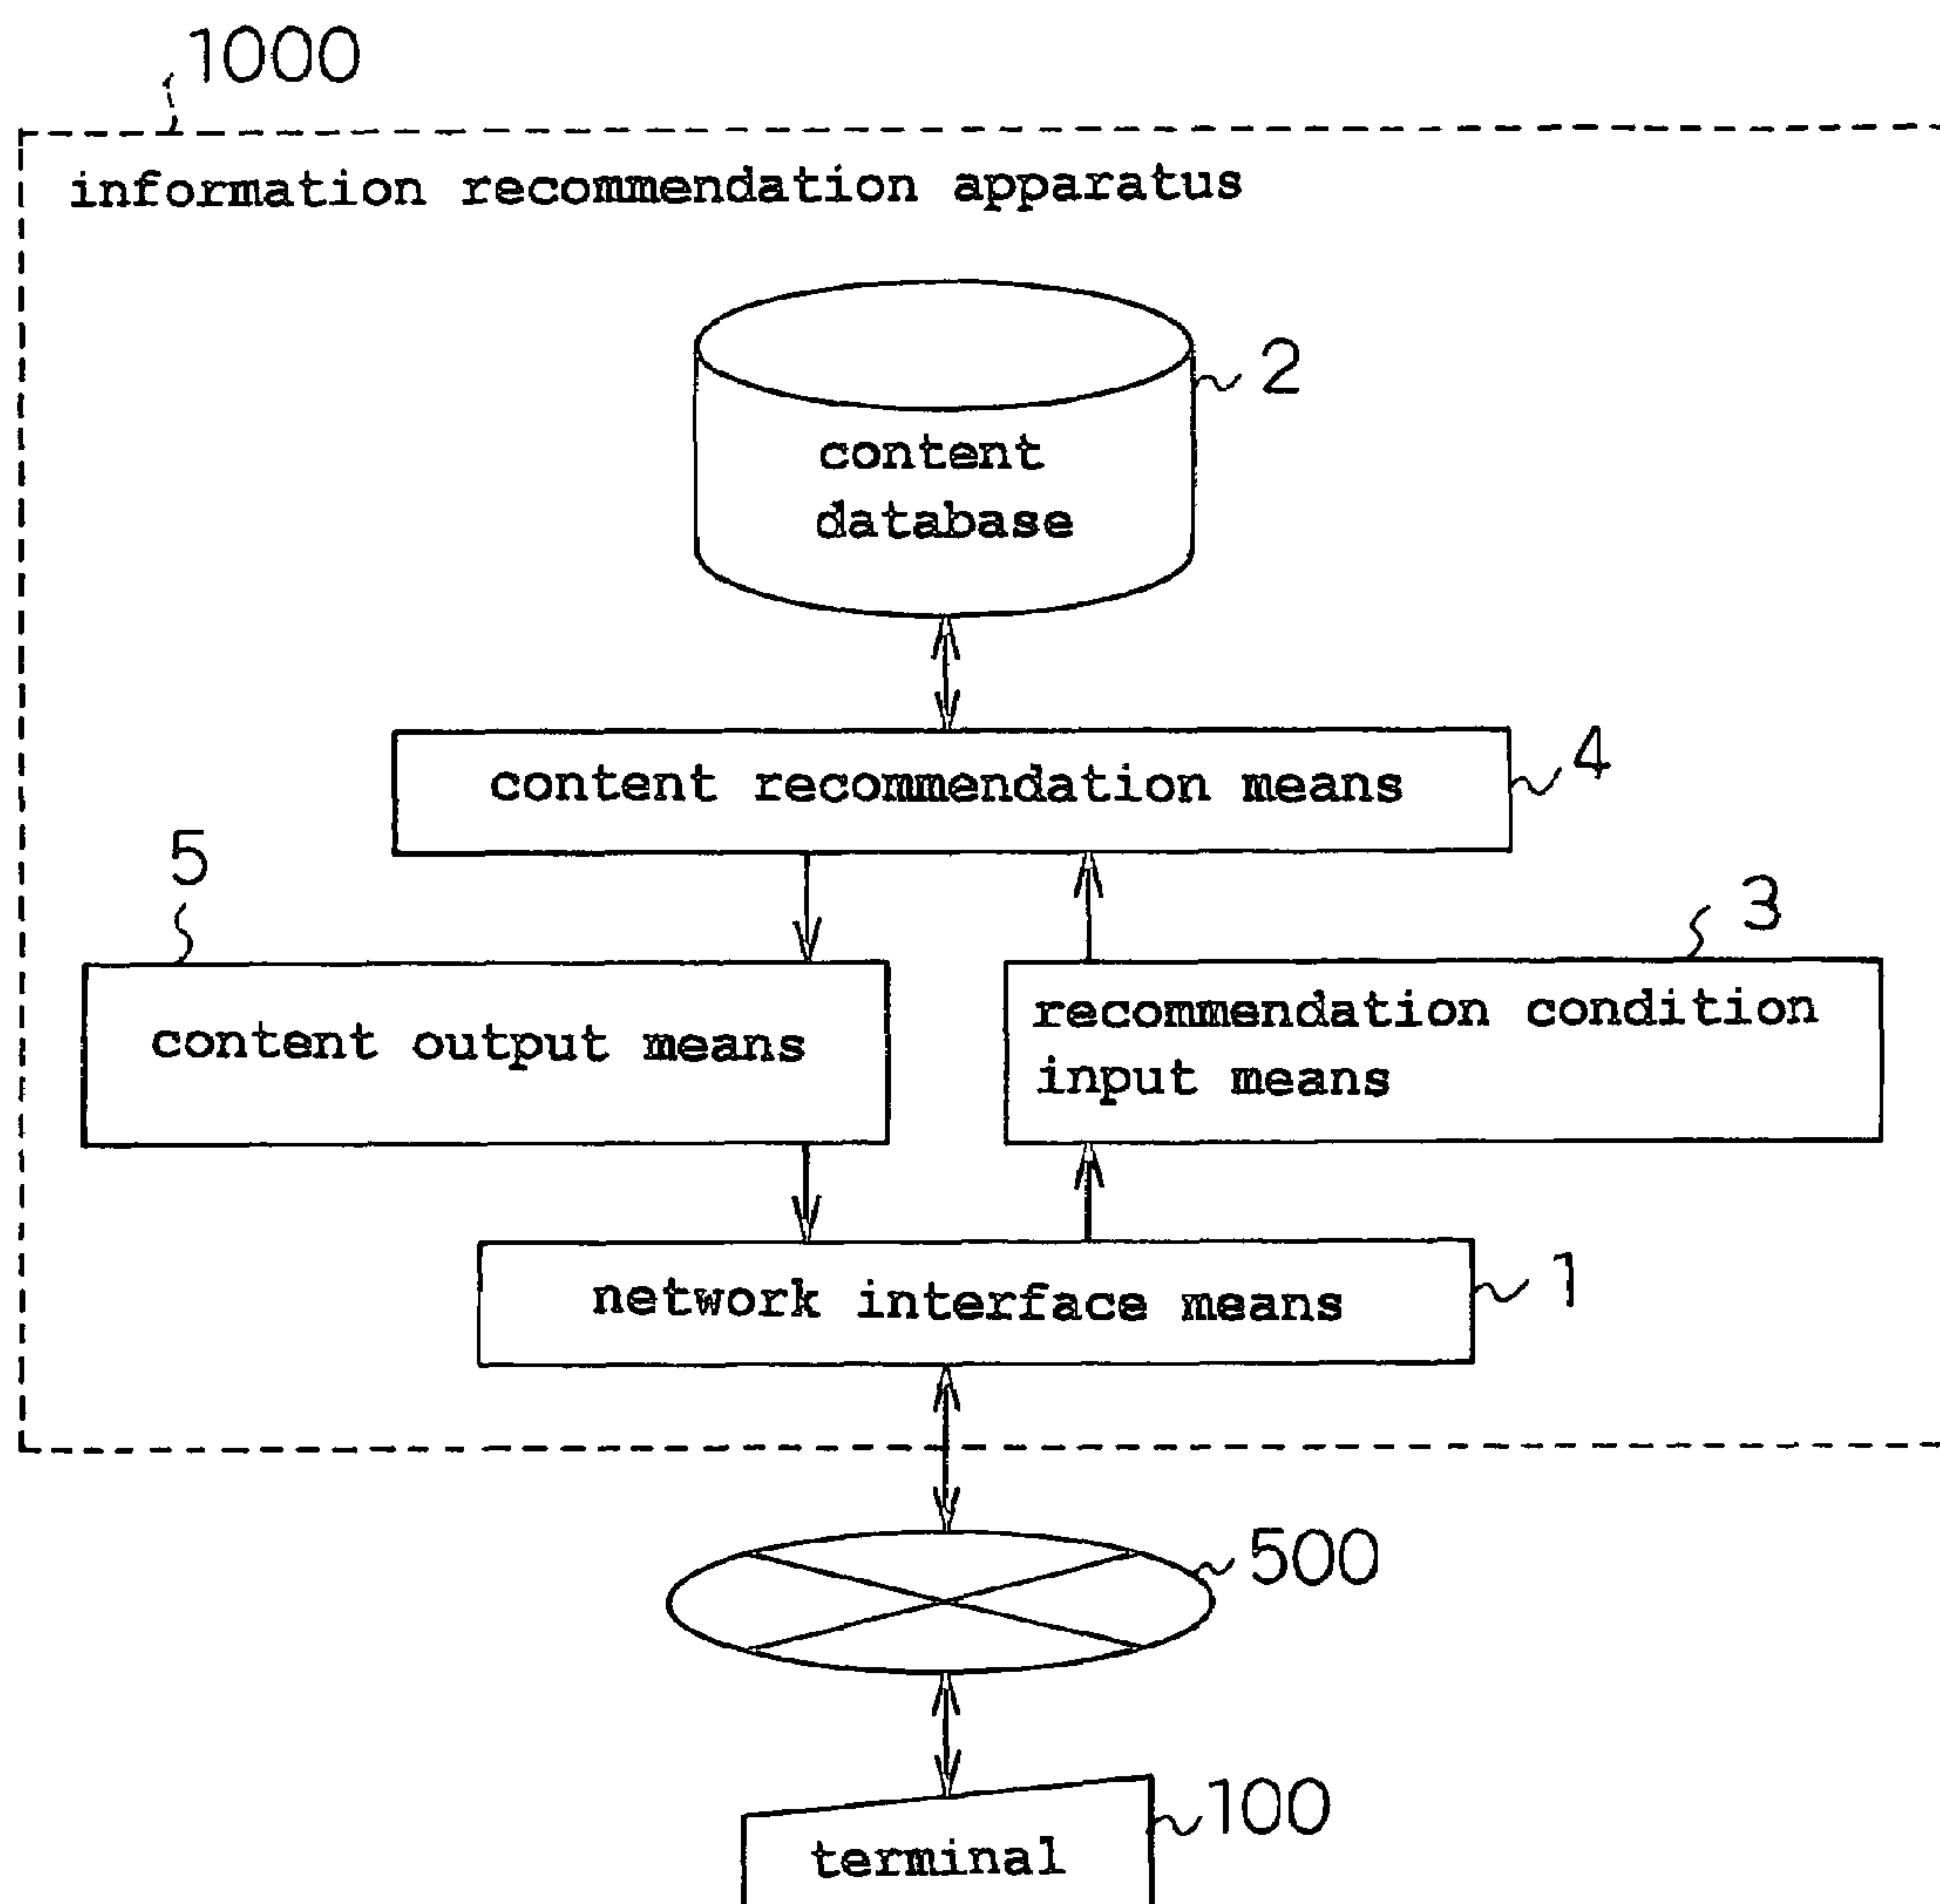 1000
information recommendation apparatus
2
content
database
4
content recommendation means
5
3
content output means
recommendation condition
input means
network interface means
1
500
100
terminal